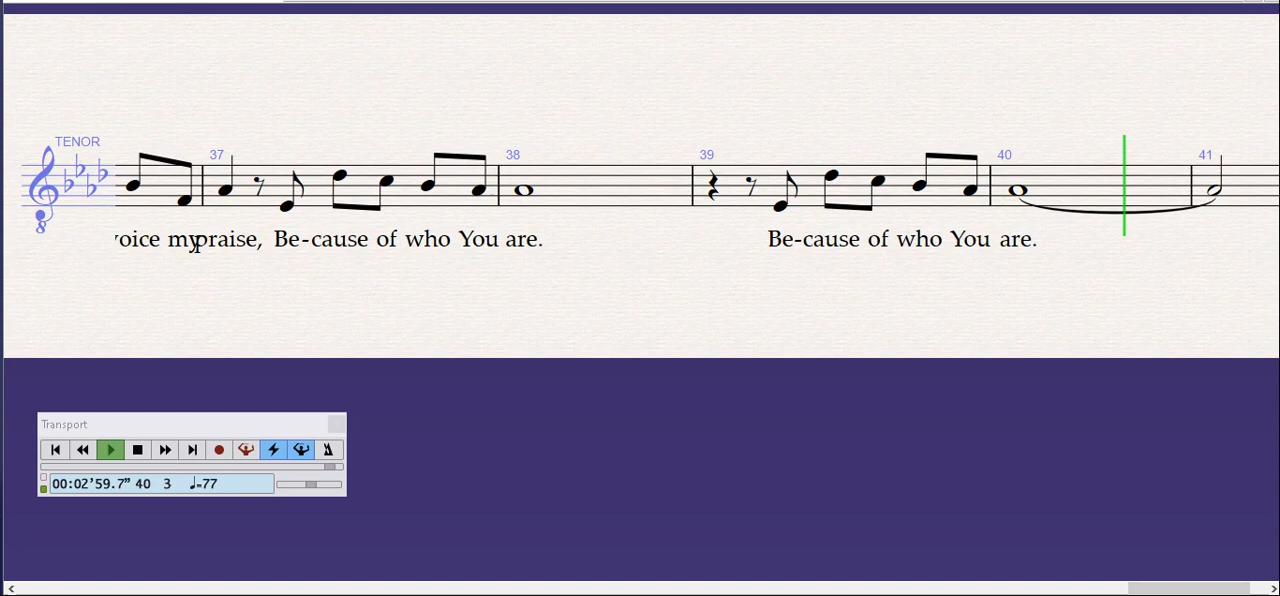 TENOR
37 38 39 40 41
8
voice my praise, Be-cause of who You are. Be-cause of who You are.
Transport
00:02'59.7” 40 3 ♩=77